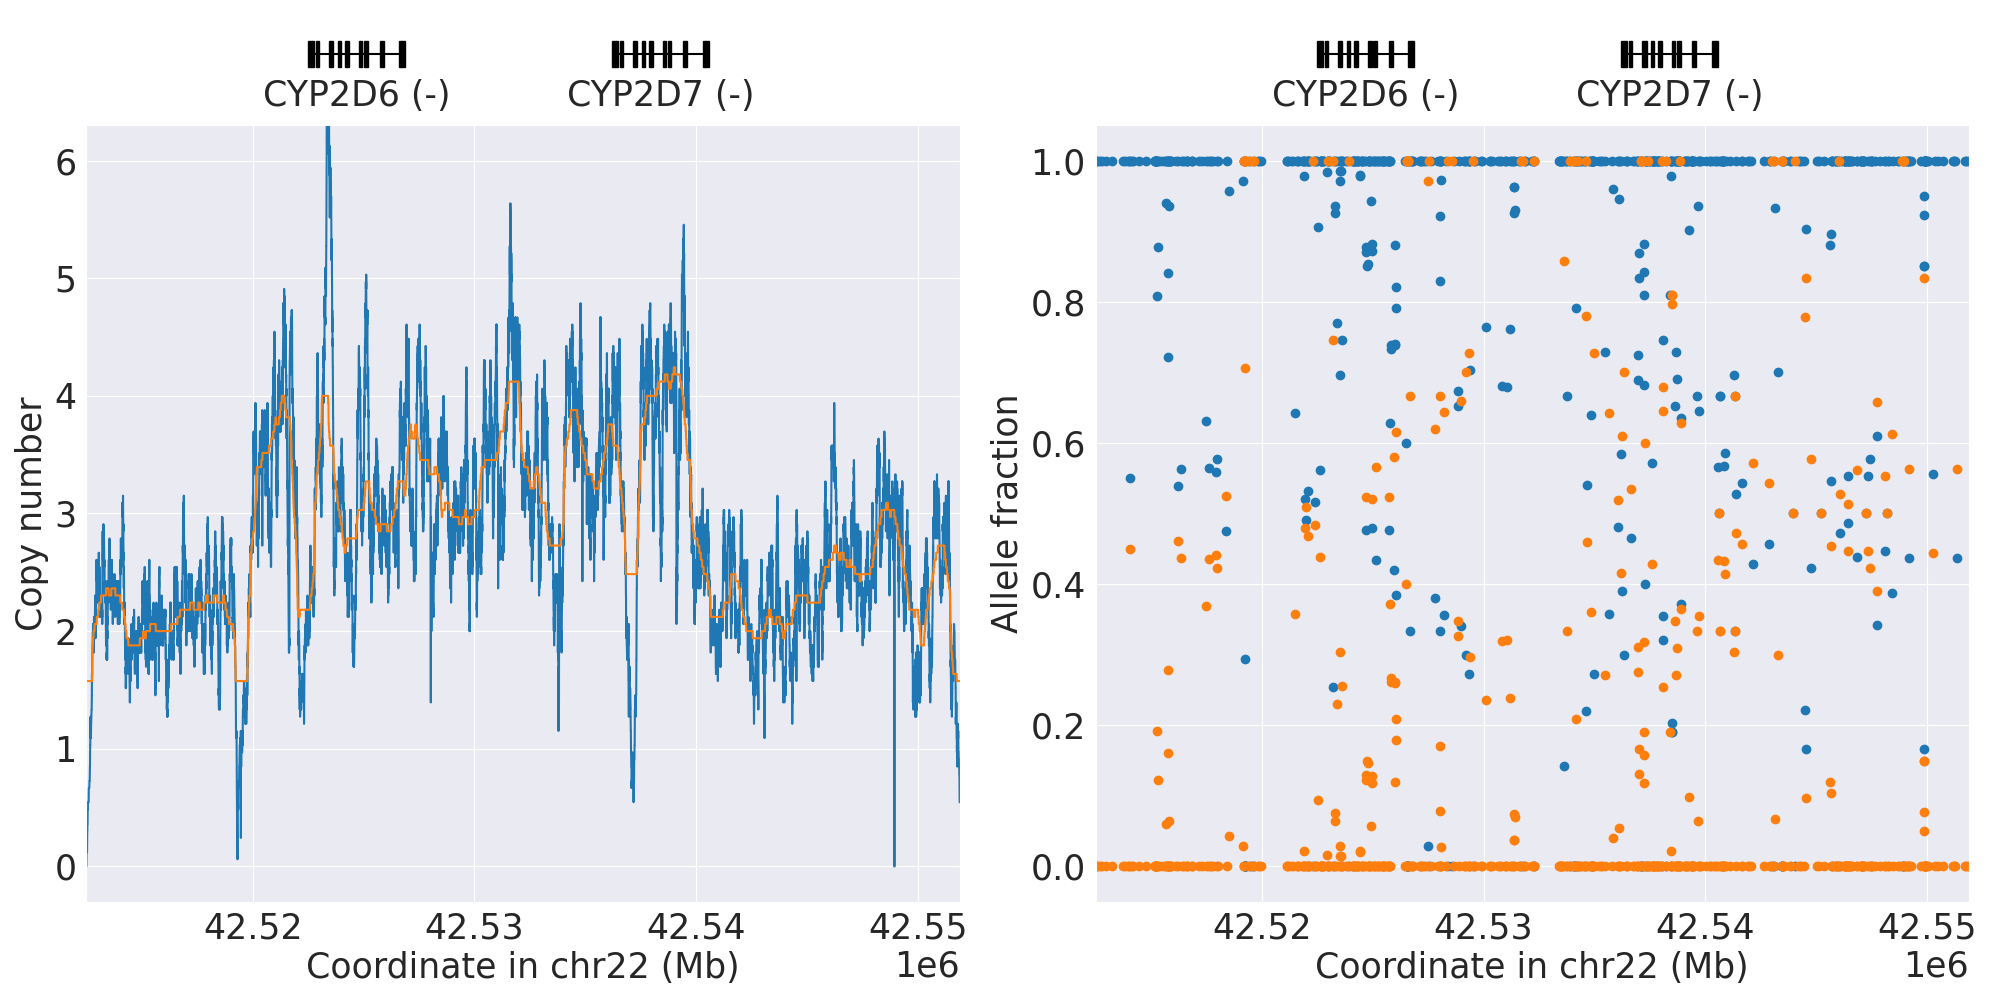 CYP2D6 (-) CYP2D7 (-)
6
5
4
3
2
1
0
Copy number
42.52 42.53 42.54 42.55
Coordinate in chr22 (Mb) 1e6
CYP2D6 (-) CYP2D7 (-)
1.0
0.8
0.6
0.4
0.2
0.0
Allele fraction
42.52 42.53 42.54 42.55
Coordinate in chr22 (Mb) 1e6